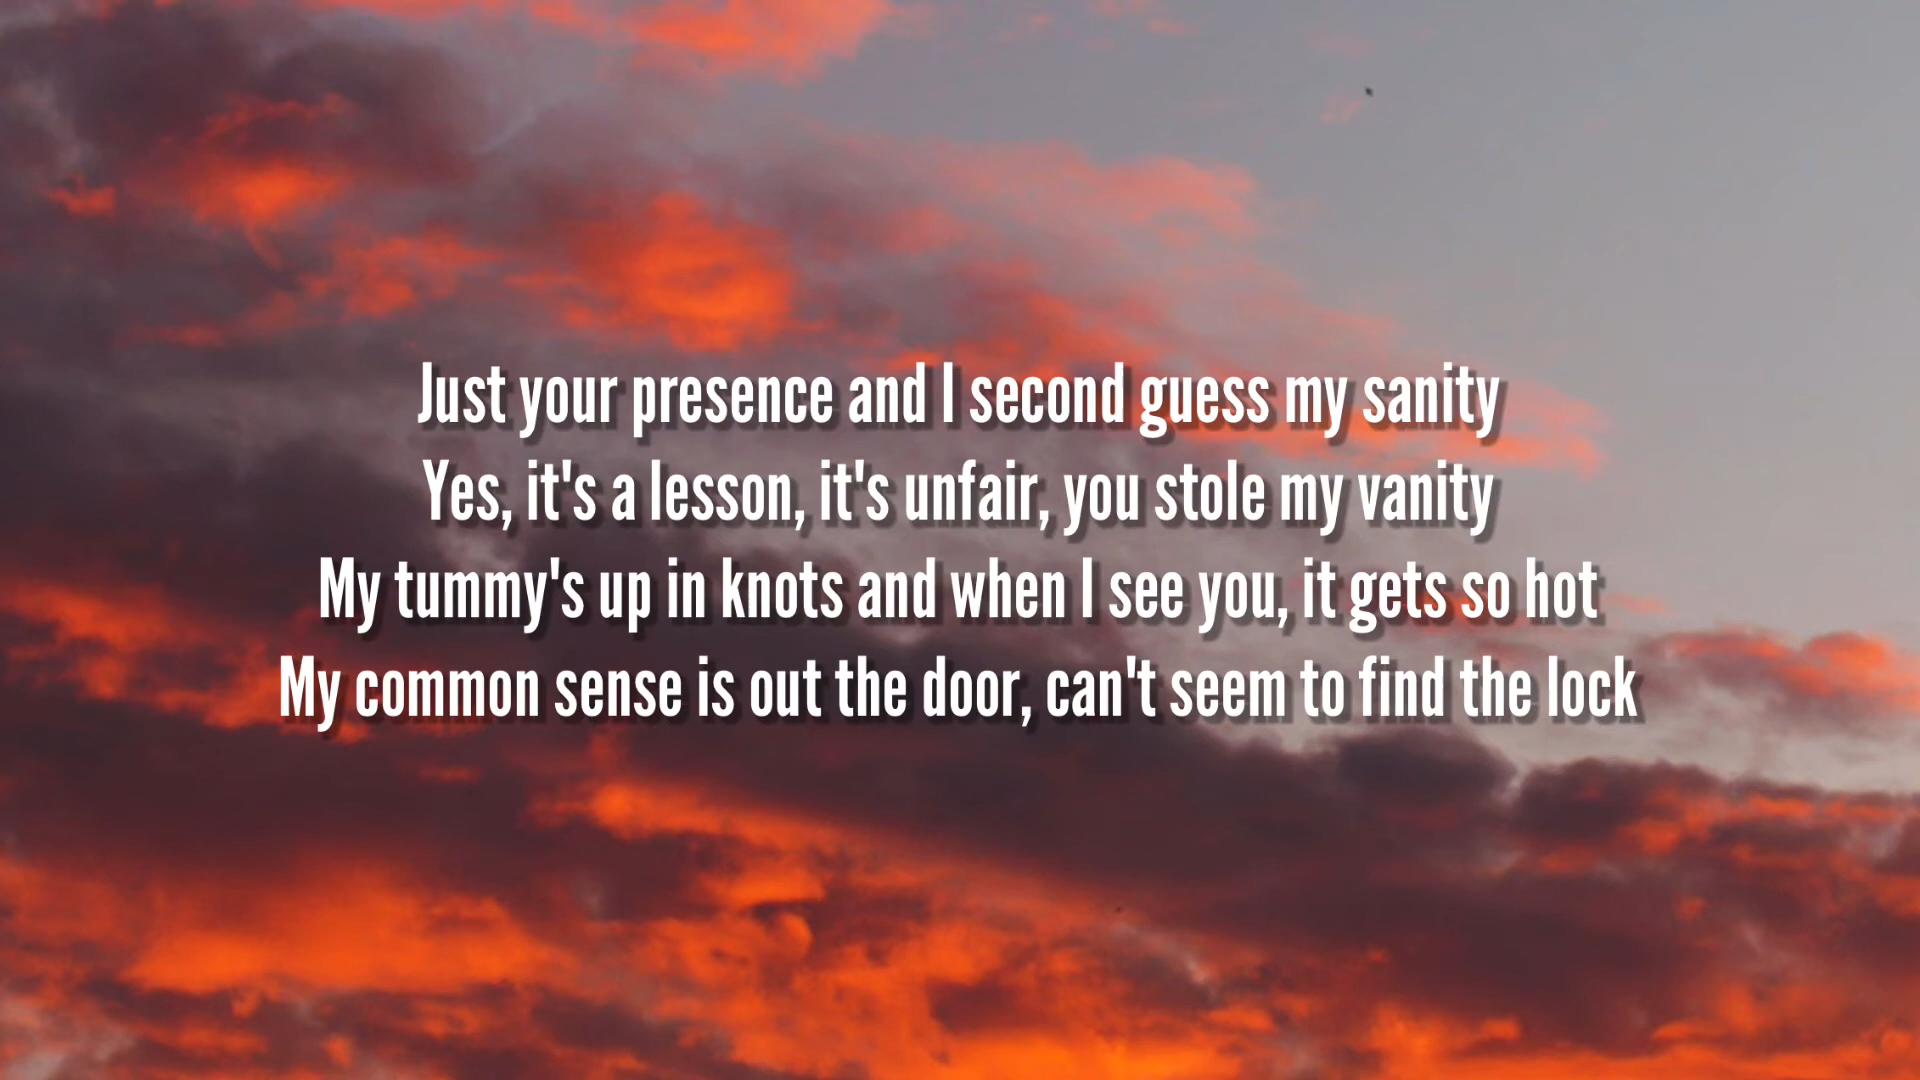 Just your presence and I second guess my sanity
Yes, it's a lesson, it's unfair, you stole my vanity
My tummy's up in knots and when I see you, it gets so hot
My common sense is out the door, can't seem to find the lock